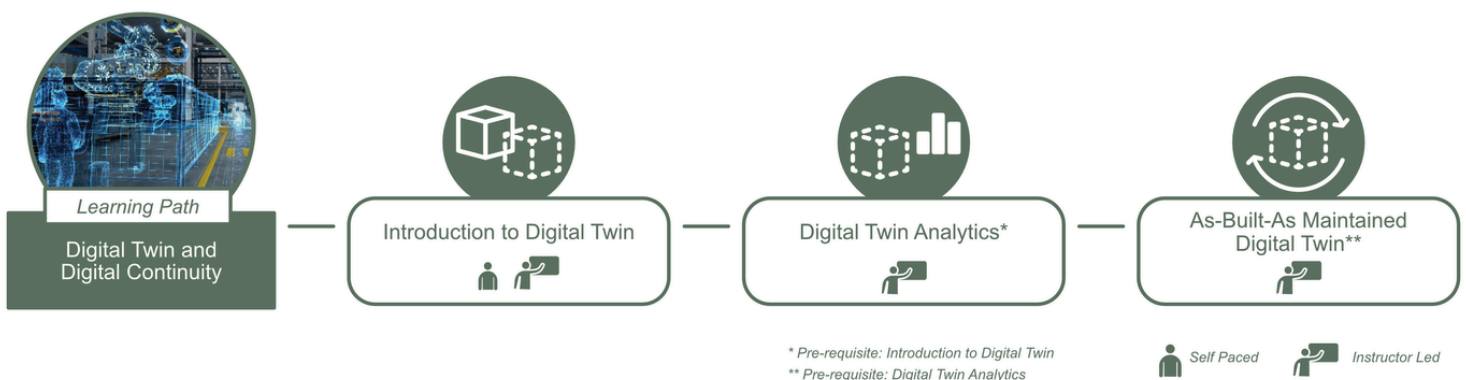 Learning Path
Digital Twin and
Digital Continuity
Introduction to Digital Twin
Digital Twin Analytics*
As-Built-As Maintained
Digital Twin**
* Pre-requisite: Introduction to Digital Twin
** Pre-requisite: Digital Twin Analytics
Self Paced
Instructor Led